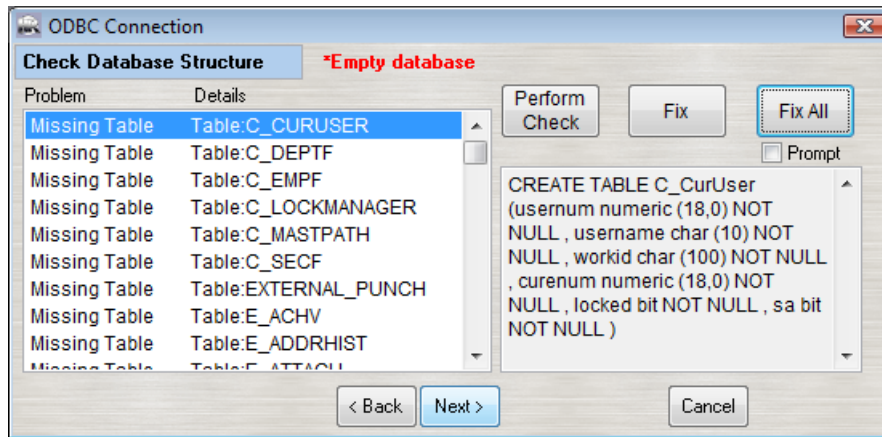 ODBC Connection
Check Database Structure *Empty database
Problem Details
Missing Table Table:C_CURUSER
Missing Table Table:C_DEPTF
Missing Table Table:C_EMPF
Missing Table Table:C_LOCKMANAGER
Missing Table Table:C_MASTPATH
Missing Table Table:C_SECF
Missing Table Table:EXTERNAL_PUNCH
Missing Table Table:E_ACHV
Missing Table Table:E_ADDRHIST
Missing Table Table:E_ATTACH
Perform
Check
Fix
Fix All
Prompt
CREATE TABLE C_CurUser
(usernum numeric (18,0) NOT
NULL , username char (10) NOT
NULL , workid char (100) NOT NULL
, curenum numeric (18,0) NOT
NULL , locked bit NOT NULL , sa bit
NOT NULL )
< Back
Next >
Cancel